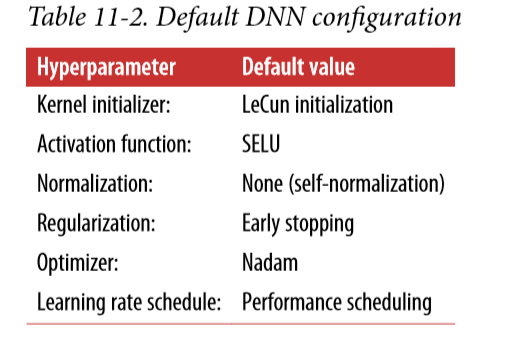 Table 11-2. Default DNN configuration
Hyperparameter Default value
Kernel initializer: LeCun initialization
Activation function: SELU
Normalization: None (self-normalization)
Regularization: Early stopping
Optimizer: Nadam
Learning rate schedule: Performance scheduling